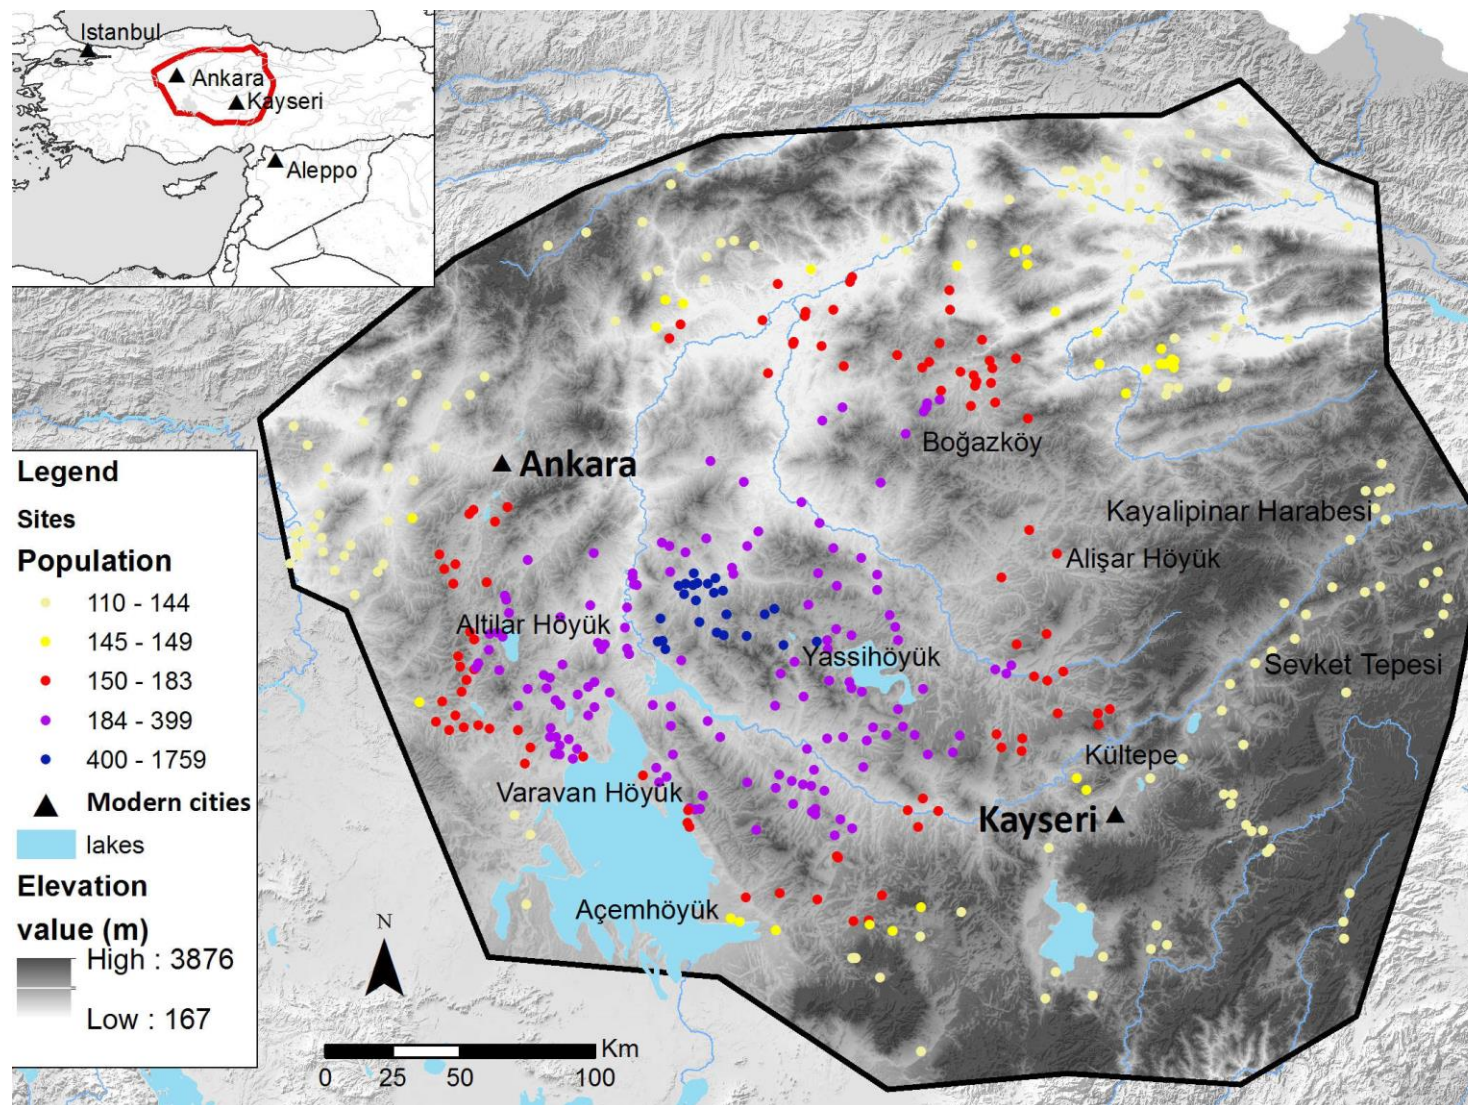 Istanbul
Ankara
Kayseri
Aleppo
Boğazköy
Ankara
Kayalipinar Harabesi
Alişar Höyük
Altilar Höyük
Yassihöyük
Sevket Tepesi
Kültepe
Varavan Höyük
Kayseri
Açemhöyük
Legend
Sites
Population
110 - 144
145 - 149
150 - 183
184 - 399
400 - 1759
Modern cities
lakes
Elevation
value (m)
High : 3876
Low : 167
N
Km
0 25 50 100